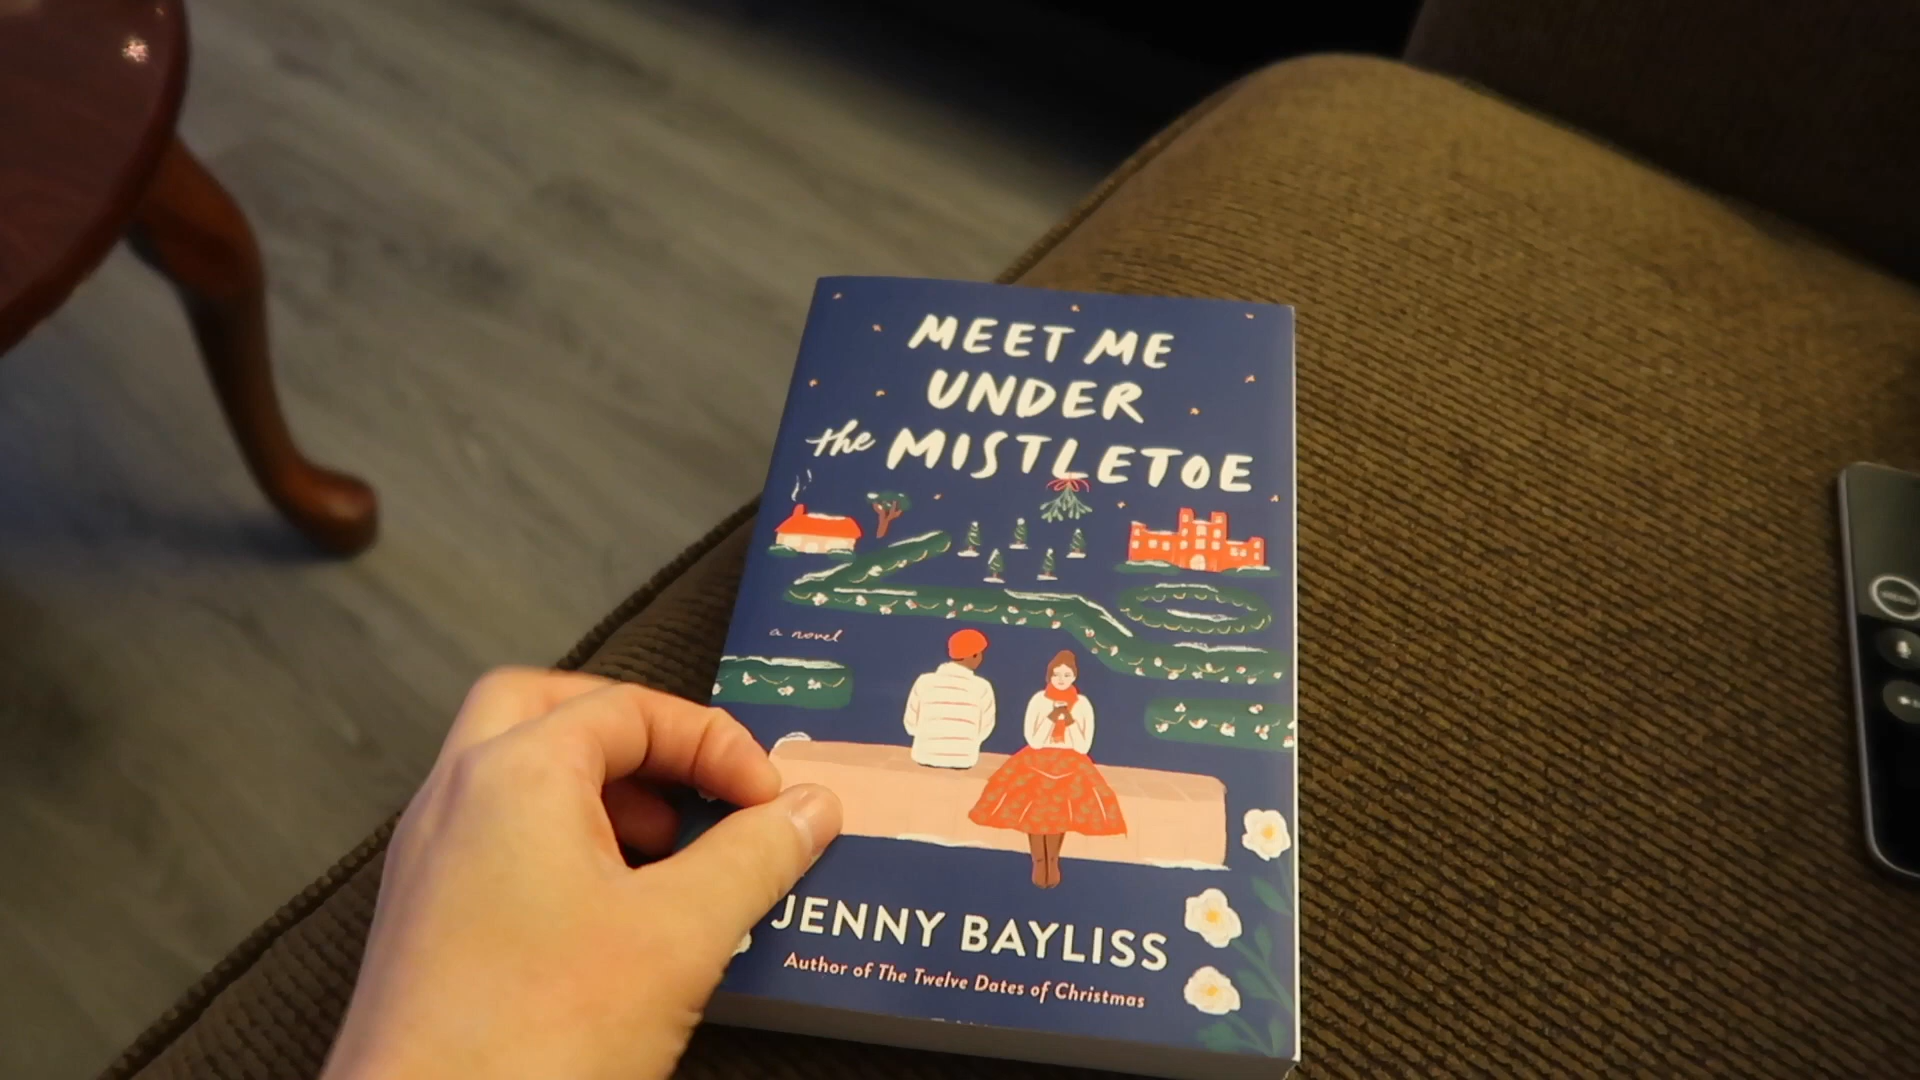 MEET ME
UNDER
the MISTLETOE
a novel
JENNY BAYLISS
Author of The Twelve Dates of Christmas